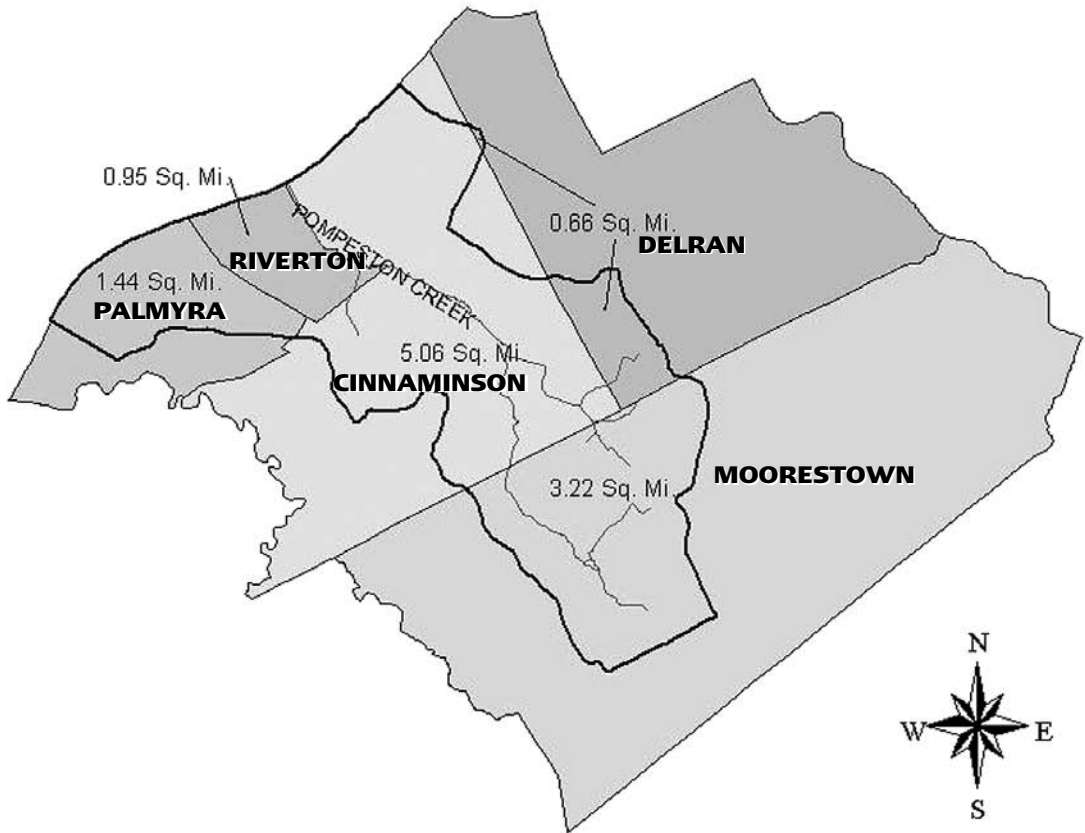 0.95 Sq. Mi.
POMPESTON CREEK
0.66 Sq. Mi.
DELRAN
RIVERTON
1.44 Sq. Mi.
PALMYRA
5.06 Sq. Mi.
CINNAMINSON
MOORESTOWN
3.22 Sq. Mi.
N
W
E
S